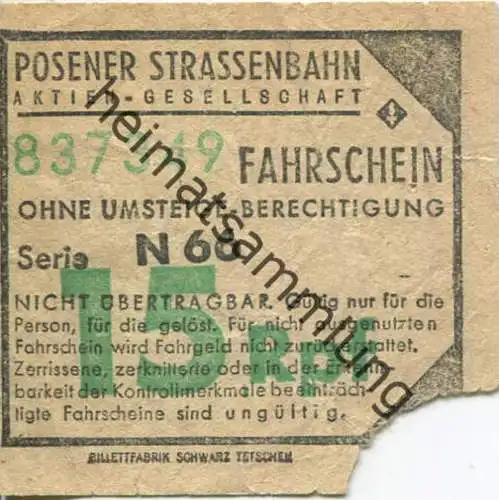 POSENER STRASSENBAHN
AKTIEN-GESELLSCHAFT
837549 FAHRSCHEIN
OHNE UMSTEIGE-BERECHTIGUNG
Serie N 66
15 Rpf.
NICHT ÜBERTRAGBAR. Gültig nur für die
Person, für die gelöst. Für nicht ausgenutzten
Fahrschein wird Fahrgeld nicht zurückerstattet.
Zerrissene, zerknitterte oder in der Erkenn-
barkeit der Kontrollmerkmale beeinträch-
tigte Fahrscheine sind ungültig.
BILLETTFABRIK SCHWARZ TETSCHEN
heimatsammlung